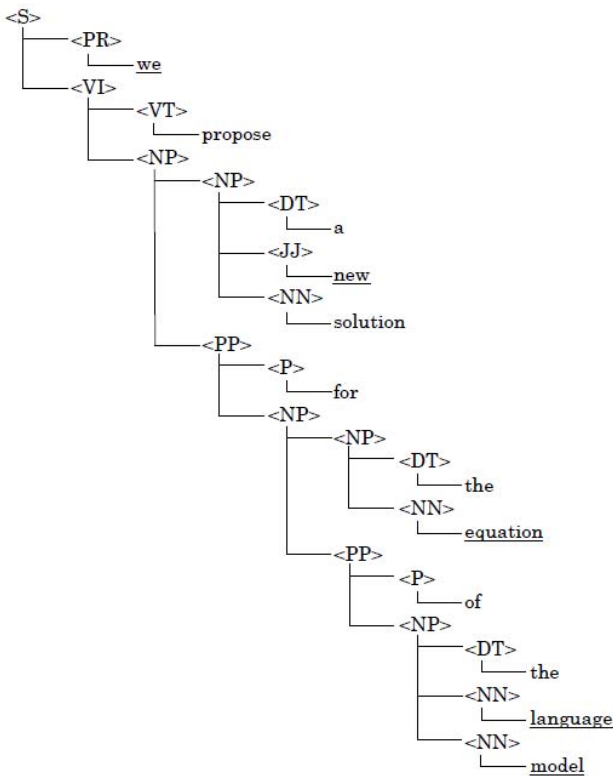 <S>
<PR>
we
<VI>
<VT>
propose
<NP>
<NP>
<DT>
a
<JJ>
new
<NN>
solution
<PP>
<P>
for
<NP>
<NP>
<DT>
the
<NN>
equation
<PP>
<P>
of
<NP>
<DT>
the
<NN>
language
<NN>
model